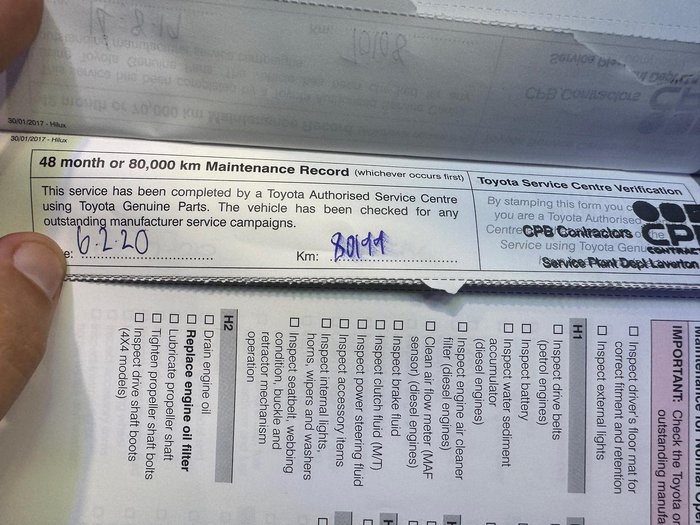 30/01/2017 - Hilux
30/01/2017 - Hilux
48 month or 80,000 km Maintenance Record (whichever occurs first)
This service has been completed by a Toyota Authorised Service Centre
using Toyota Genuine Parts. The vehicle has been checked for any
outstanding manufacturer service campaigns.
e: 6.2.20
Km:
Toyota Service Centre Verification
By stamping this form you
you are a Toyota Authorised
Centre
Service using Toyota
CPB Contractors
Service Plant Dept Laverton
IMPORTANT: Check the Toyota
outstanding
☐ Inspect driver's floor mat for
correct fitment and retention
☐ Inspect external lights
H1
☐ Inspect drive belts
(petrol engines)
☐ Inspect battery
☐ Inspect water sediment
accumulator
(diesel engines)
☐ Inspect engine air cleaner
filter (diesel engines)
☐ Clean air flow meter (MAF
sensor) (diesel engines)
☐ Inspect brake fluid
☐ Inspect clutch fluid (M/T)
☐ Inspect power steering fluid
☐ Inspect accessory items
☐ Inspect internal lights,
horns, wipers and washers
☐ Inspect seatbelt, webbing
condition, buckle and
retractor mechanism
operation
H2
☐ Drain engine oil
☐ Replace engine oil filter
☐ Lubricate propeller shaft
☐ Tighten propeller shaft bolts
☐ Inspect drive shaft boots
(4X4 models)